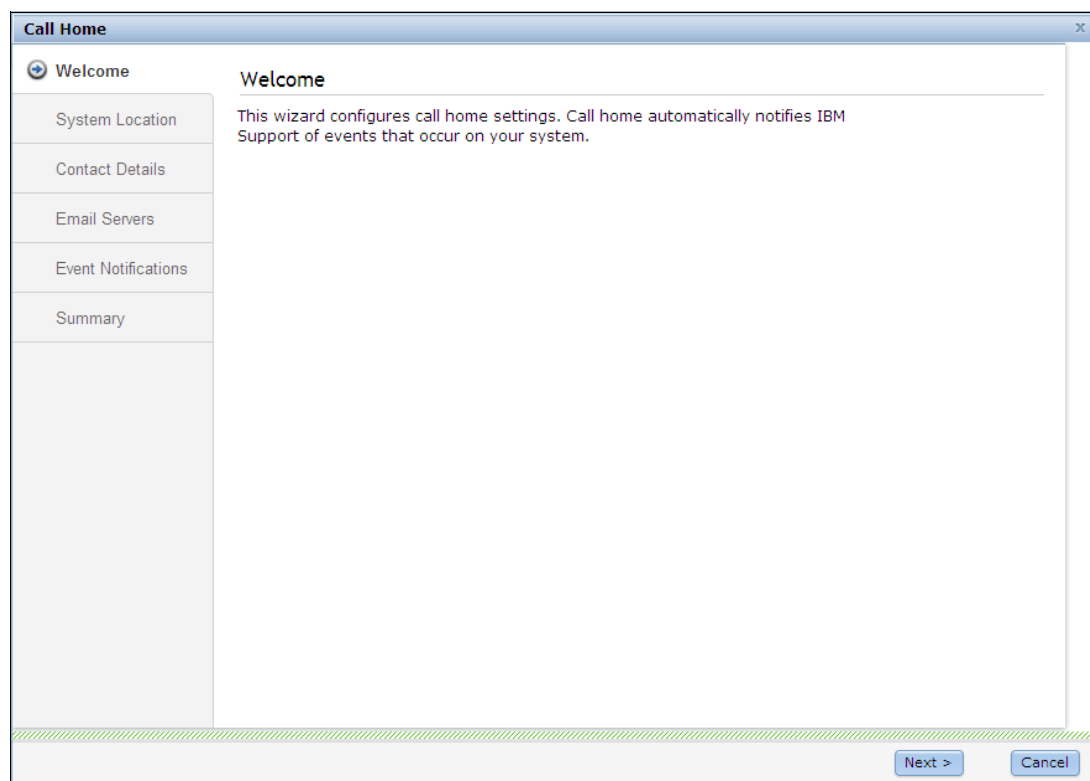 Call Home
x
Welcome
System Location
Contact Details
Email Servers
Event Notifications
Summary
Welcome
This wizard configures call home settings. Call home automatically notifies IBM
Support of events that occur on your system.
Next >
Cancel